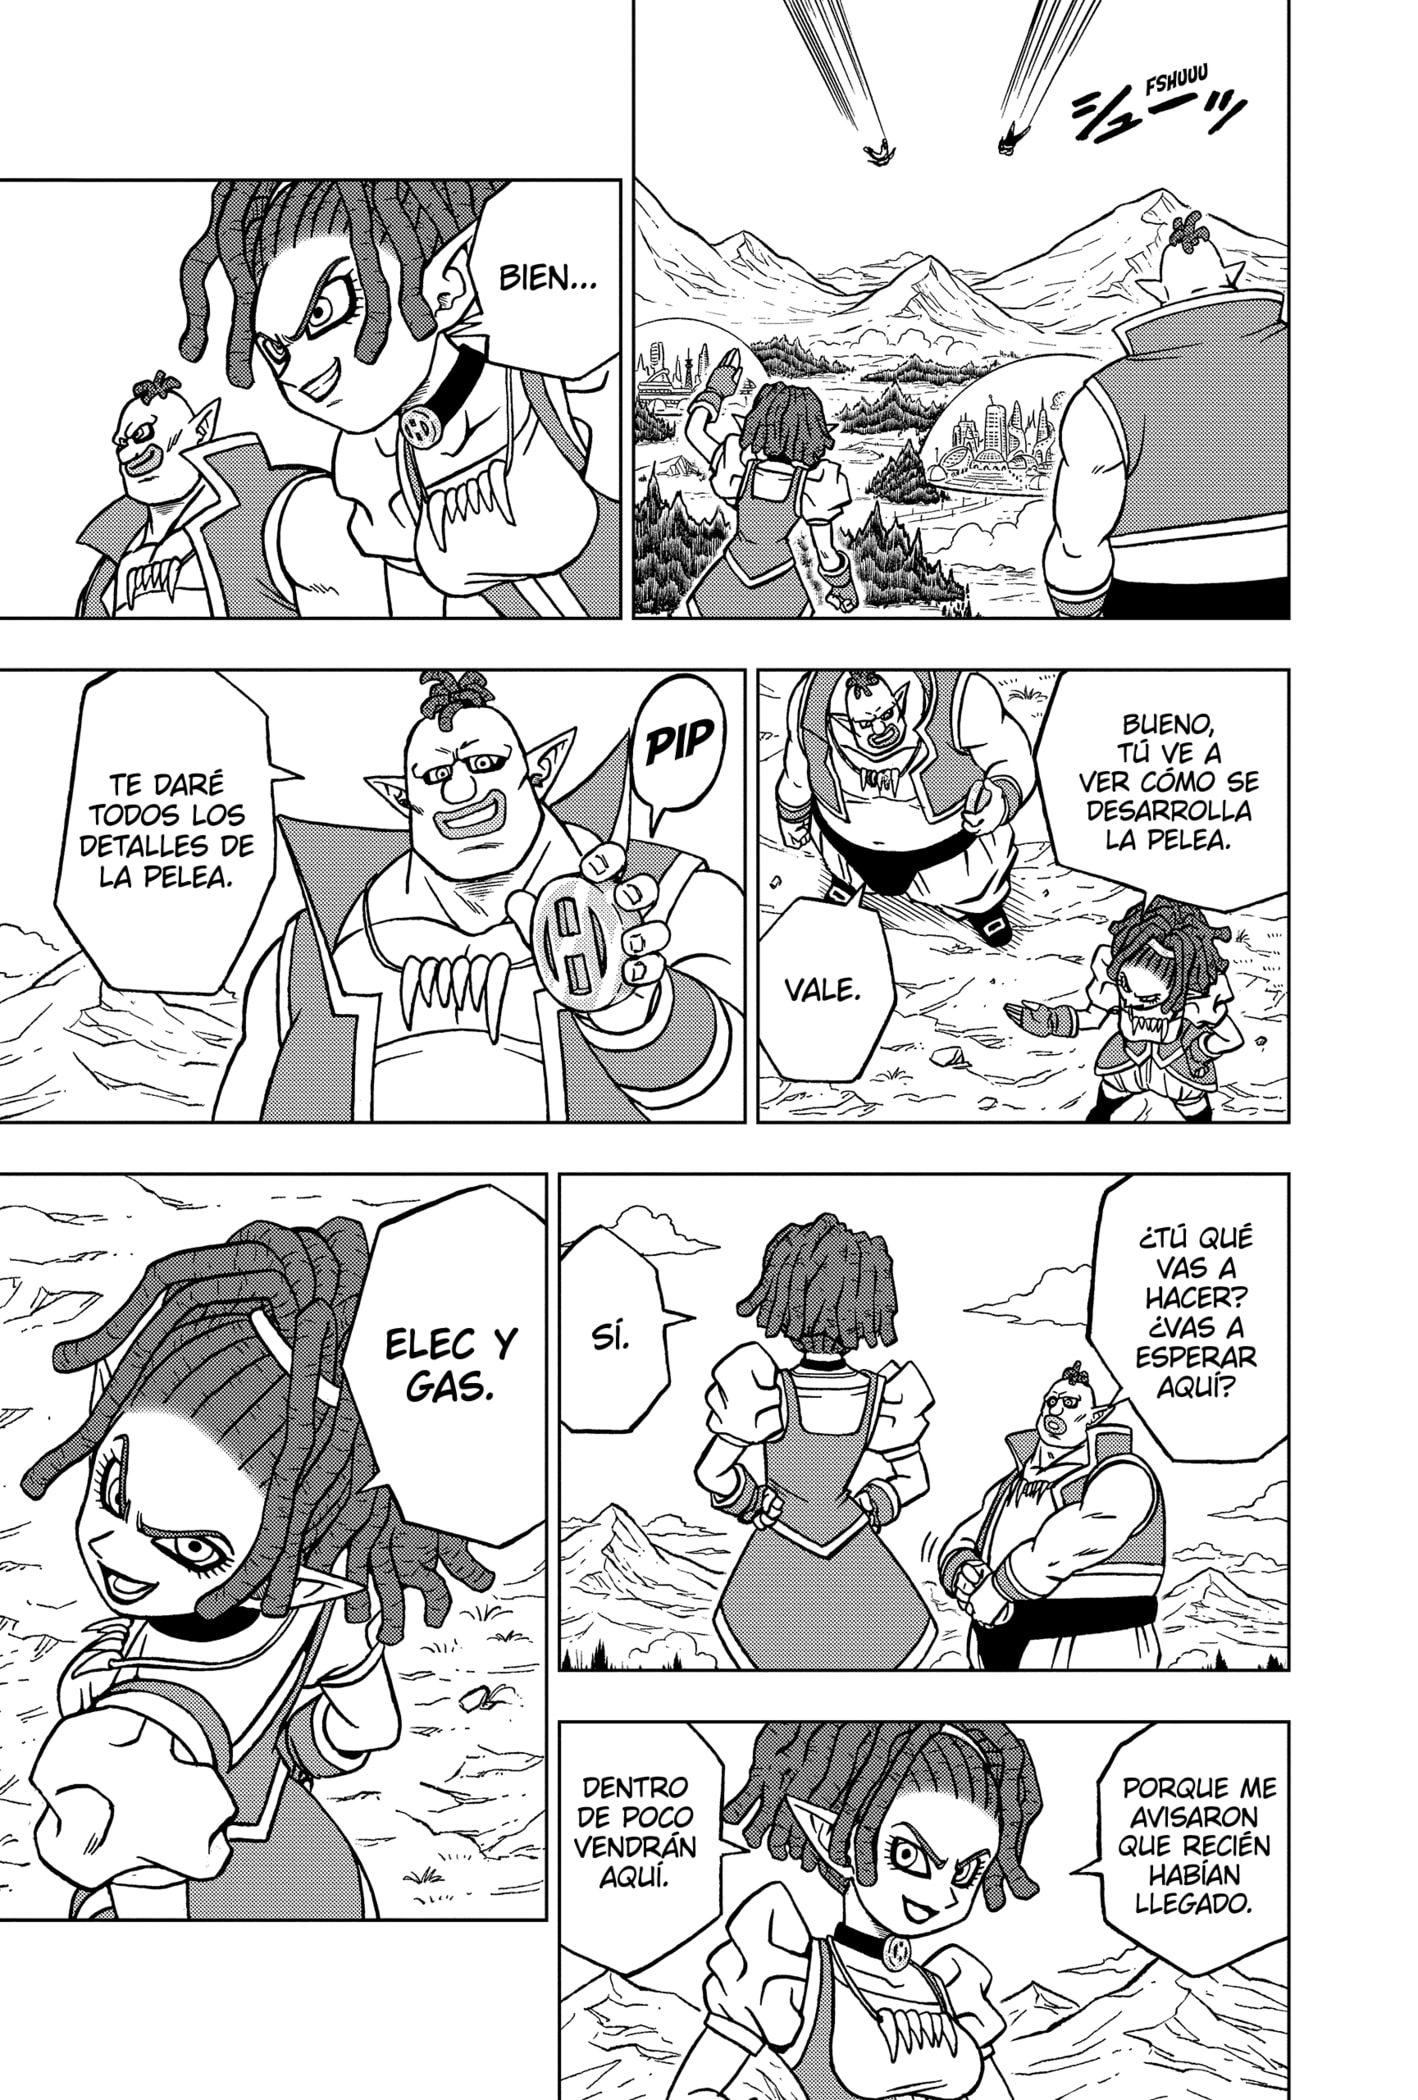 FSHUUU
シューッ
BIEN...
BUENO,
TÚ VE A
VER CÓMO SE
DESARROLLA
LA PELEA.
VALE.
PIP
TE DARÉ
TODOS LOS
DETALLES DE
LA PELEA.
¿TÚ QUÉ
VAS A
HACER?
¿VAS A
ESPERAR
AQUÍ?
SÍ.
PORQUE ME
AVISARON
QUE RECIÉN
HABÍAN
LLEGADO.
DENTRO
DE POCO
VENDRÁN
AQUÍ.
ELEC Y
GAS.